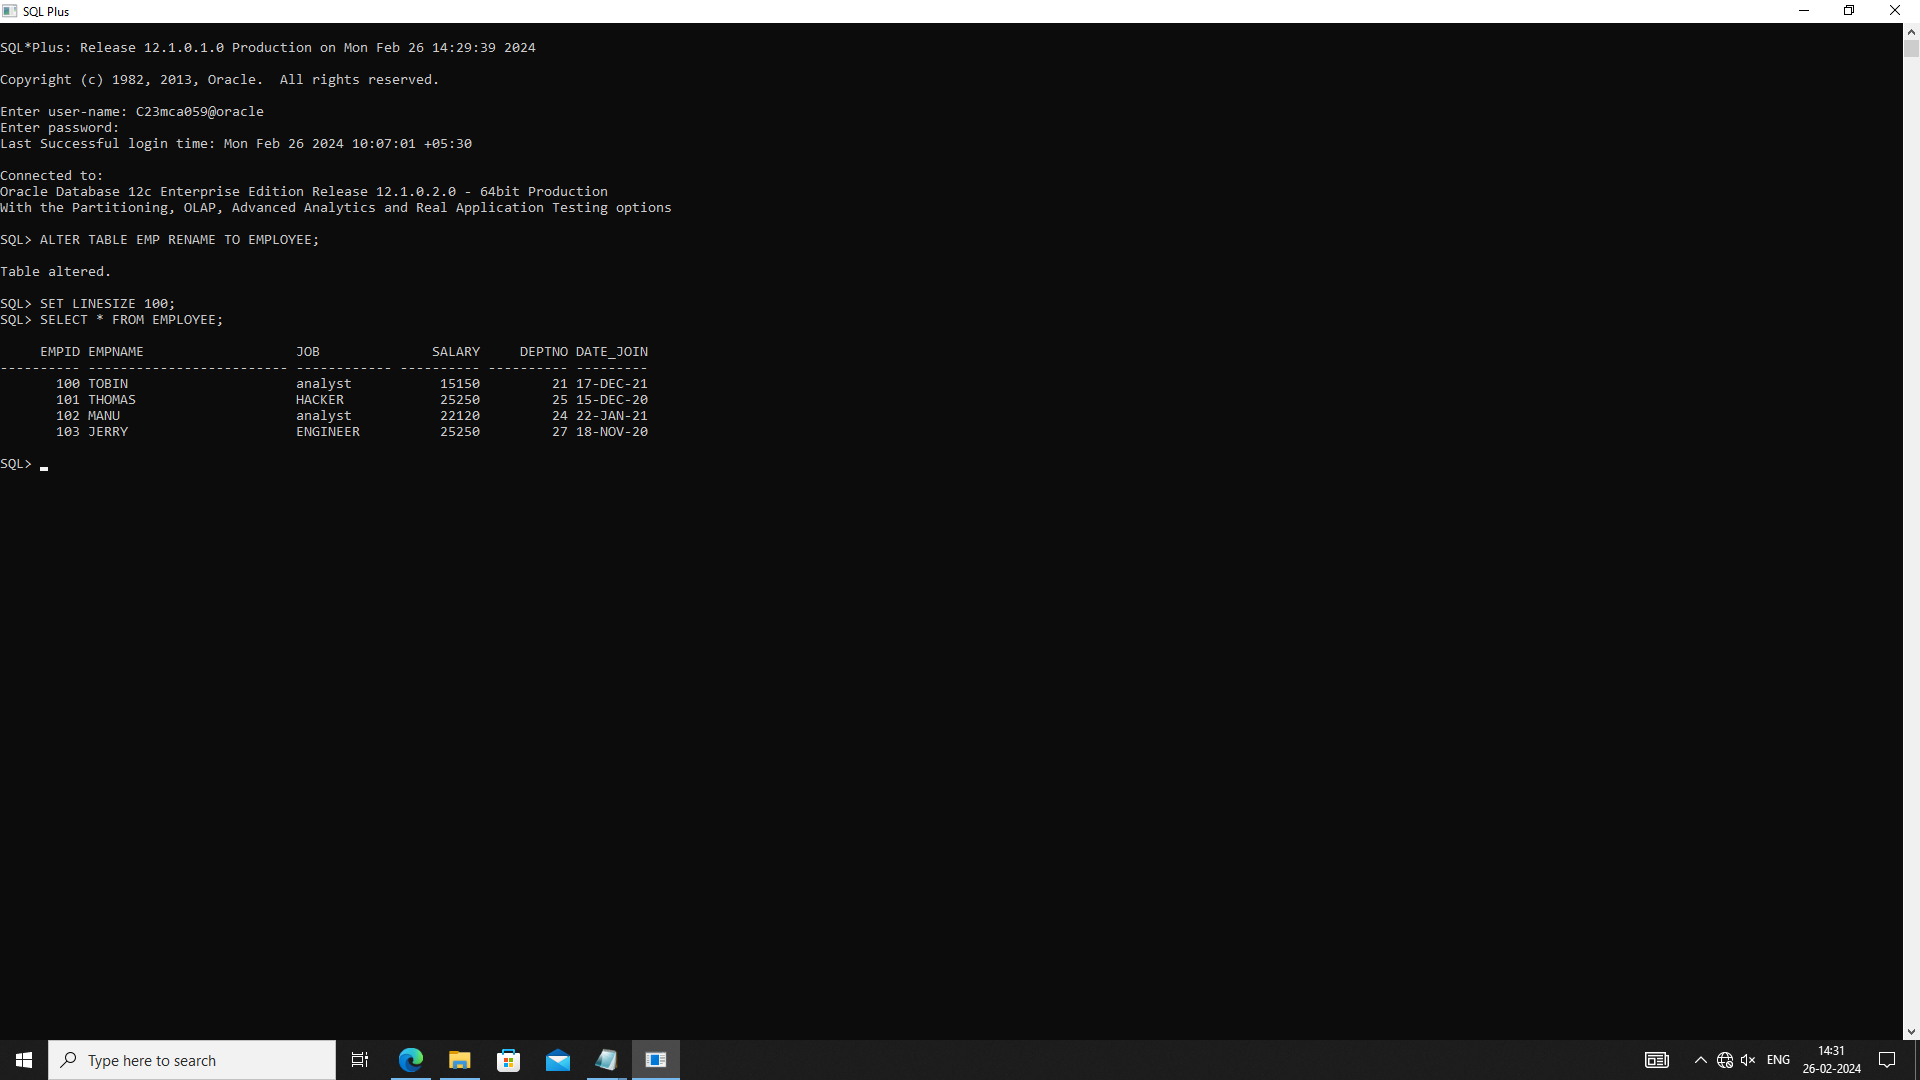 SQL Plus
SQL*Plus: Release 12.1.0.1.0 Production on Mon Feb 26 14:29:39 2024
Copyright (c) 1982, 2013, Oracle.  All rights reserved.
Enter user-name: C23mca059@oracle
Enter password:
Last Successful login time: Mon Feb 26 2024 10:07:01 +05:30
Connected to:
Oracle Database 12c Enterprise Edition Release 12.1.0.2.0 - 64bit Production
With the Partitioning, OLAP, Advanced Analytics and Real Application Testing options
SQL> ALTER TABLE EMP RENAME TO EMPLOYEE;
Table altered.
SQL> SET LINESIZE 100;
SQL> SELECT * FROM EMPLOYEE;
     EMPID EMPNAME                   JOB              SALARY     DEPTNO DATE_JOIN
---------- ------------------------- ------------ ---------- ---------- ---------
       100 TOBIN                     analyst           15150         21 17-DEC-21
       101 THOMAS                    HACKER            25250         25 15-DEC-20
       102 MANU                      analyst           22120         24 22-JAN-21
       103 JERRY                     ENGINEER          25250         27 18-NOV-20
SQL>
Type here to search
ENG
14:31
26-02-2024